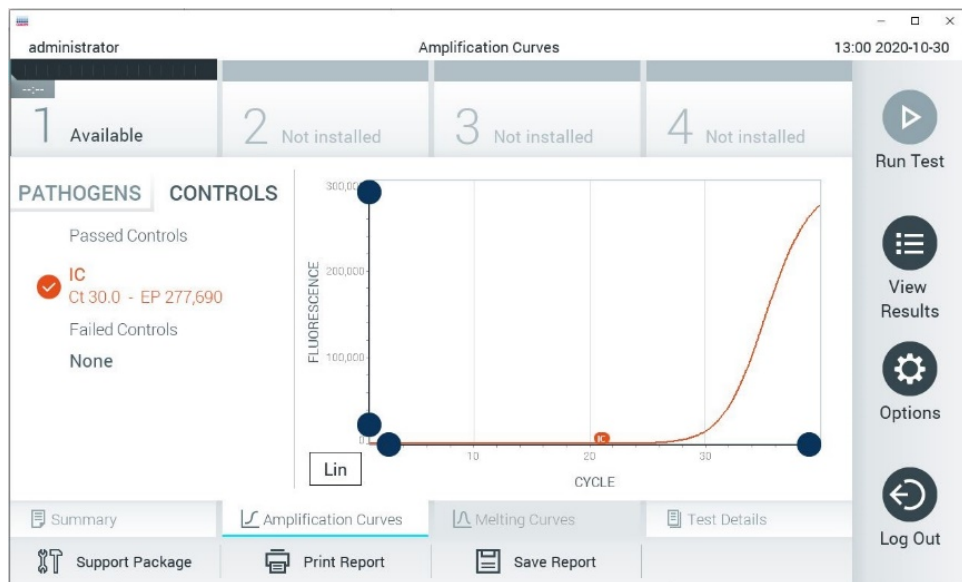 administrator
Amplification Curves
13:00 2020-10-30
--:--
1 Available
2 Not installed
3 Not installed
4 Not installed
Run Test
PATHOGENS
CONTROLS
Passed Controls
IC
Ct 30.0 - EP 277,690
Failed Controls
None
FLUORESCENCE
200,000
100,000
0
IC
10
20
30
CYCLE
Lin
View
Results
Options
Log Out
Summary
Amplification Curves
Melting Curves
Test Details
Support Package
Print Report
Save Report